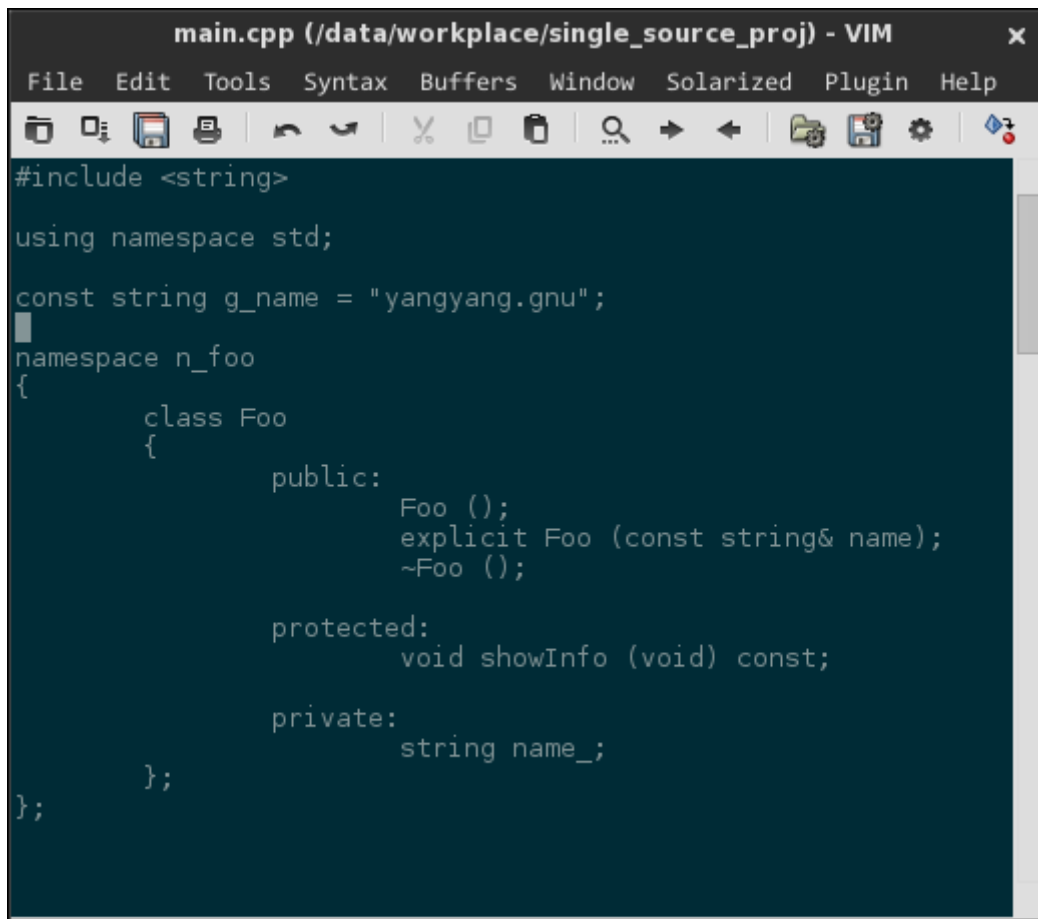 main.cpp (/data/workplace/single_source_proj) - VIM
File Edit Tools Syntax Buffers Window Solarized Plugin Help
#include <string>
using namespace std;
const string g_name = "yangyang.gnu";
namespace n_foo
{
        class Foo
        {
                public:
                        Foo ();
                        explicit Foo (const string& name);
                        ~Foo ();
                protected:
                        void showInfo (void) const;
                private:
                        string name_;
        };
};